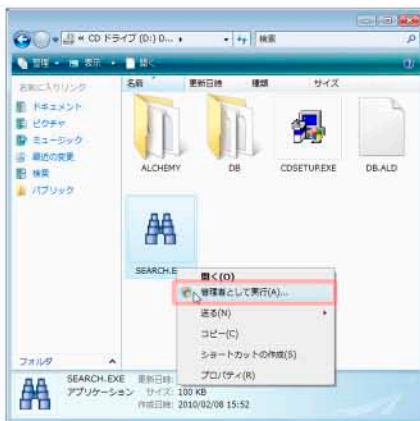 « CD ドライブ (D:) D...
検索
管理 表示 開く
お気に入りリンク
名前 更新日時 種類 サイズ
ドキュメント
ピクチャ
ミュージック
最近の変更
検索
パブリック
ALCHEMY DB CDSETUP.EXE DB.ALD
SEARCH.E
開く(O)
管理者として実行(A)...
送る(N)
コピー(C)
ショートカットの作成(S)
プロパティ(R)
フォルダ
SEARCH.EXE 更新日時:
アプリケーション サイズ: 100 KB
作成日時: 2010/02/08 15:52